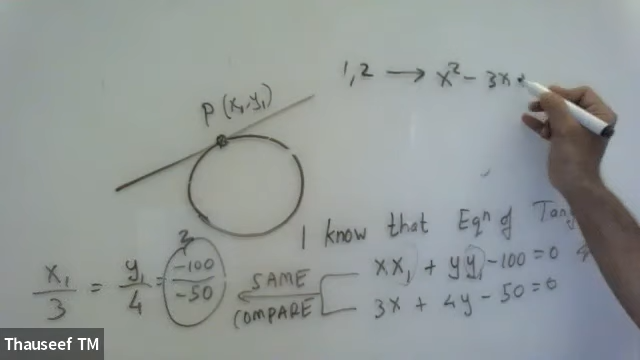 P(x₁,y₁)
1,2 → x² - 3x
I know that Eqn of Tang
x₁/3 = y₁/4 = -100/-50
2
SAME
COMPARE
xx₁ + yy₁ - 100 = 0
3x + 4y - 50 = 0
Thauseef TM